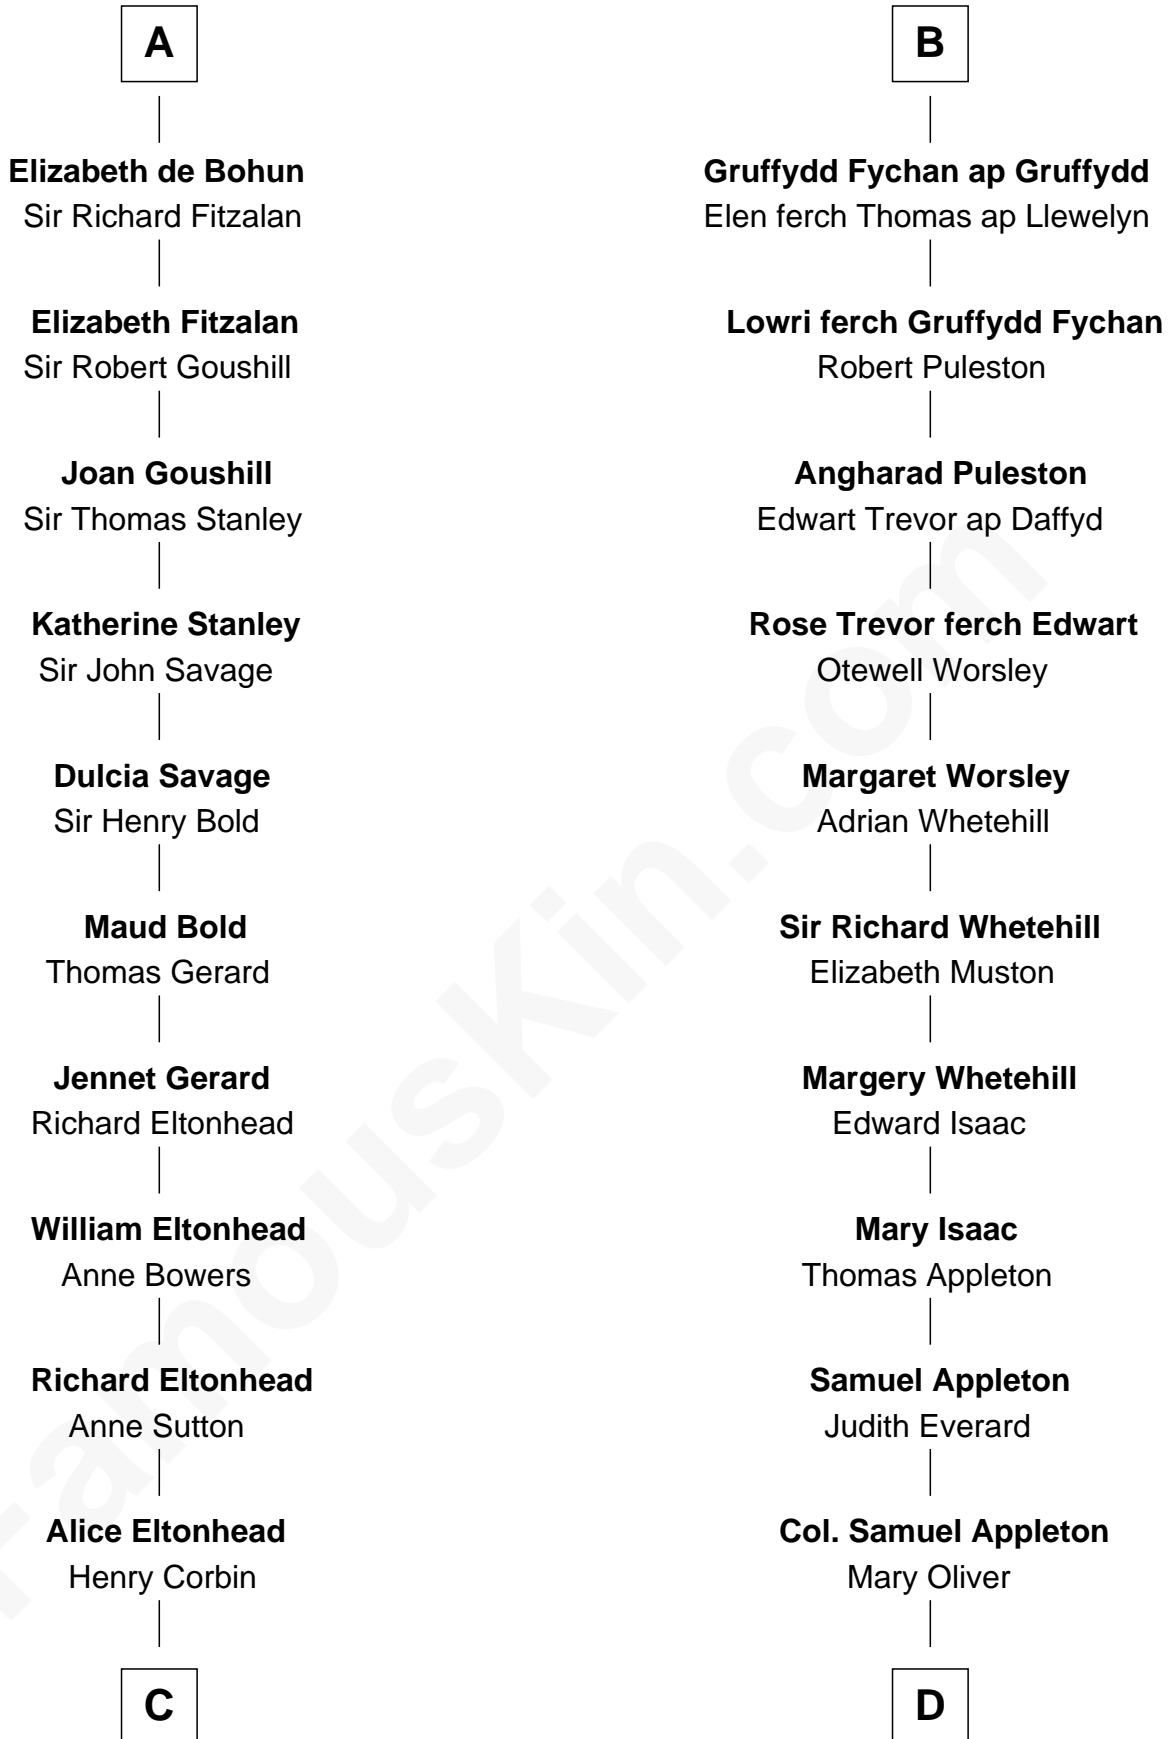 A
Elizabeth de Bohun
Sir Richard Fitzalan
Elizabeth Fitzalan
Sir Robert Goushill
Joan Goushill
Sir Thomas Stanley
Katherine Stanley
Sir John Savage
Dulcia Savage
Sir Henry Bold
Maud Bold
Thomas Gerard
Jennet Gerard
Richard Eltonhead
William Eltonhead
Anne Bowers
Richard Eltonhead
Anne Sutton
Alice Eltonhead
Henry Corbin
C
B
Gruffydd Fychan ap Gruffydd
Elen ferch Thomas ap Llewelyn
Lowri ferch Gruffydd Fychan
Robert Puleston
Angharad Puleston
Edwart Trevor ap Daffyd
Rose Trevor ferch Edwart
Otewell Worsley
Margaret Worsley
Adrian Whetehill
Sir Richard Whetehill
Elizabeth Muston
Margery Whetehill
Edward Isaac
Mary Isaac
Thomas Appleton
Samuel Appleton
Judith Everard
Col. Samuel Appleton
Mary Oliver
D
FamousKin.com